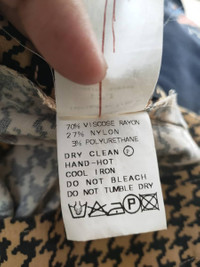 70% VISCOSE RAYON
27% NYLON
3% POLYURETHANE
DRY CLEAN Ⓟ
HAND-HOT
COOL IRON
DO NOT BLEACH
DO NOT TUMBLE DRY
P